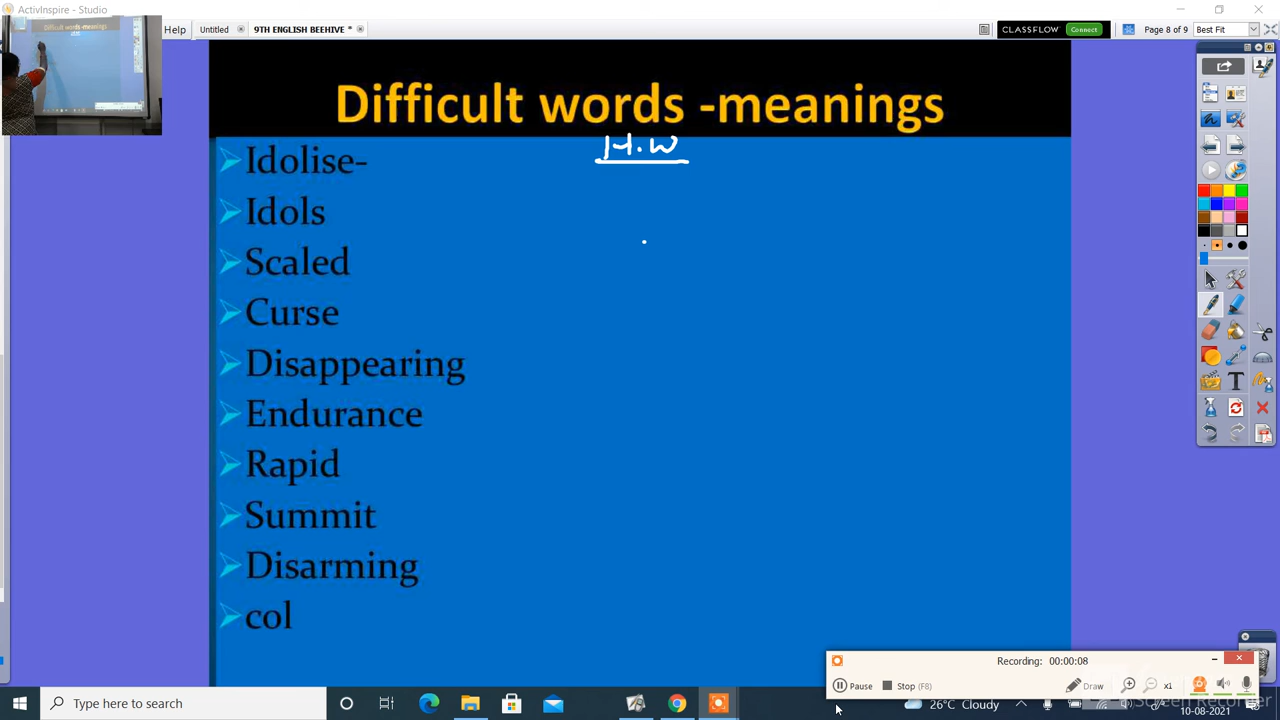 ActivInspire - Studio
Help Untitled 9TH ENGLISH BEEHIVE * CLASSFLOW Connect Page 8 of 9 Best Fit
Difficult words -meanings
H.W
Idolise-
Idols
Scaled
Curse
Disappearing
Endurance
Rapid
Summit
Disarming
col
Recording: 00:00:08
Pause Stop (F8) Draw x1
Type here to search 26°C Cloudy 10-08-2021